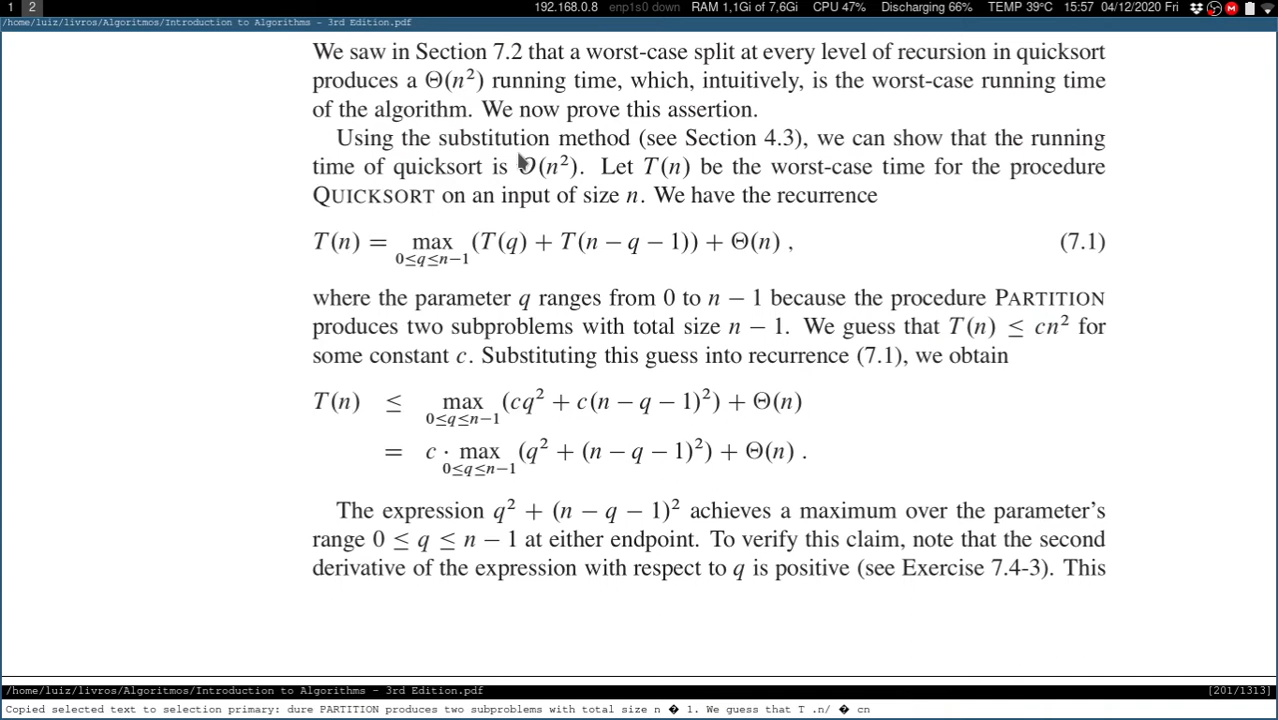 1 2 192.168.0.8 enp1s0 down RAM 1,1Gi of 7,6Gi CPU 47% Discharging 66% TEMP 39°C 15:57 04/12/2020 Fri
/home/luiz/livros/Algoritmos/Introduction to Algorithms - 3rd Edition.pdf
We saw in Section 7.2 that a worst-case split at every level of recursion in quicksort
produces a Θ(n²) running time, which, intuitively, is the worst-case running time
of the algorithm. We now prove this assertion.
Using the substitution method (see Section 4.3), we can show that the running
time of quicksort is O(n²). Let T(n) be the worst-case time for the procedure
QUICKSORT on an input of size n. We have the recurrence
T(n) = max (T(q) + T(n − q − 1)) + Θ(n) , (7.1)
0≤q≤n−1
where the parameter q ranges from 0 to n − 1 because the procedure PARTITION
produces two subproblems with total size n − 1. We guess that T(n) ≤ cn² for
some constant c. Substituting this guess into recurrence (7.1), we obtain
T(n) ≤ max (cq² + c(n − q − 1)²) + Θ(n)
0≤q≤n−1
= c · max (q² + (n − q − 1)²) + Θ(n) .
0≤q≤n−1
The expression q² + (n − q − 1)² achieves a maximum over the parameter's
range 0 ≤ q ≤ n − 1 at either endpoint. To verify this claim, note that the second
derivative of the expression with respect to q is positive (see Exercise 7.4-3). This
/home/luiz/livros/Algoritmos/Introduction to Algorithms - 3rd Edition.pdf [201/1313]
Copied selected text to selection primary: dure PARTITION produces two subproblems with total size n � 1. We guess that T .n/ � cn